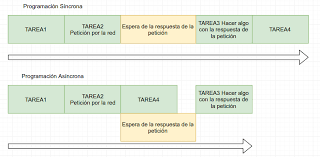 Programación Síncrona
TAREA1
TAREA2
Petición por la red
Espera de la respuesta de la
petición
TAREA3 Hacer algo
con la respuesta de
la petición
TAREA4
Programación Asíncrona
TAREA1
TAREA2
Petición por la red
TAREA4
TAREA3 Hacer algo
con la respuesta de la
petición
Espera de la respuesta de la
petición